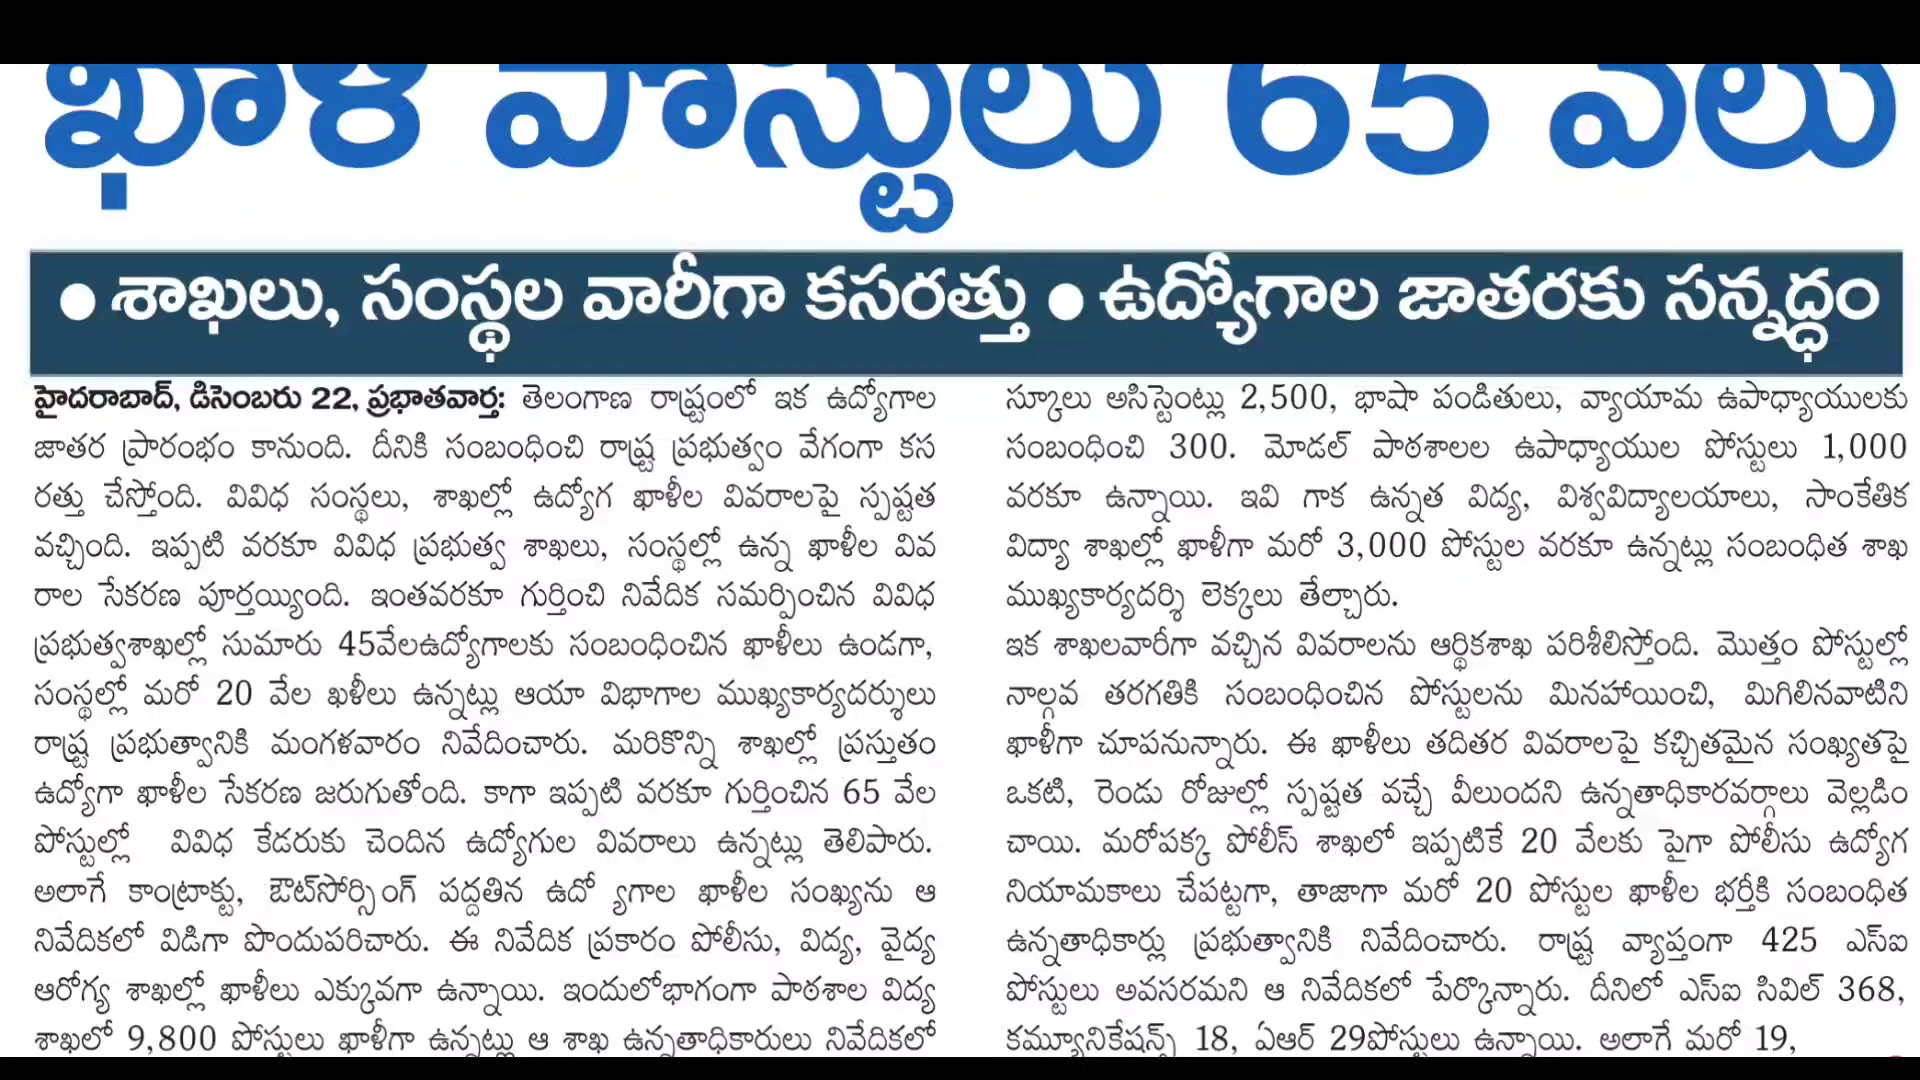 ఖాళీ పోస్టులు 65 వేలు
● శాఖలు, సంస్థల వారీగా కసరత్తు ● ఉద్యోగాల జాతరకు సన్నద్ధం
హైదరాబాద్, డిసెంబరు 22, ప్రభాతవార్త: తెలంగాణ రాష్ట్రంలో ఇక ఉద్యోగాల
జాతర ప్రారంభం కానుంది. దీనికి సంబంధించి రాష్ట్ర ప్రభుత్వం వేగంగా కస
రత్తు చేస్తోంది. వివిధ సంస్థలు, శాఖల్లో ఉద్యోగ ఖాళీల వివరాలపై స్పష్టత
వచ్చింది. ఇప్పటి వరకూ వివిధ ప్రభుత్వ శాఖలు, సంస్థల్లో ఉన్న ఖాళీల వివ
రాల సేకరణ పూర్తయ్యింది. ఇంతవరకూ గుర్తించి నివేదిక సమర్పించిన వివిధ
ప్రభుత్వశాఖల్లో సుమారు 45వేలఉద్యోగాలకు సంబంధించిన ఖాళీలు ఉండగా,
సంస్థల్లో మరో 20 వేల ఖళీలు ఉన్నట్లు ఆయా విభాగాల ముఖ్యకార్యదర్శులు
రాష్ట్ర ప్రభుత్వానికి మంగళవారం నివేదించారు. మరికొన్ని శాఖల్లో ప్రస్తుతం
ఉద్యోగా ఖాళీల సేకరణ జరుగుతోంది. కాగా ఇప్పటి వరకూ గుర్తించిన 65 వేల
పోస్టుల్లో వివిధ కేడరుకు చెందిన ఉద్యోగుల వివరాలు ఉన్నట్లు తెలిపారు.
అలాగే కాంట్రాక్టు, ఔట్‌సోర్సింగ్ పద్దతిన ఉదో ్యగాల ఖాళీల సంఖ్యను ఆ
నివేదికలో విడిగా పొందుపరిచారు. ఈ నివేదిక ప్రకారం పోలీసు, విద్య, వైద్య
ఆరోగ్య శాఖల్లో ఖాళీలు ఎక్కువగా ఉన్నాయి. ఇందులోభాగంగా పాఠశాల విద్య
శాఖలో 9,800 పోస్టులు ఖాళీగా ఉన్నట్లు ఆ శాఖ ఉన్నతాధికారులు నివేదికలో
స్కూలు అసిస్టెంట్లు 2,500, భాషా పండితులు, వ్యాయామ ఉపాధ్యాయులకు
సంబంధించి 300. మోడల్ పాఠశాలల ఉపాధ్యాయుల పోస్టులు 1,000
వరకూ ఉన్నాయి. ఇవి గాక ఉన్నత విద్య, విశ్వవిద్యాలయాలు, సాంకేతిక
విద్యా శాఖల్లో ఖాళీగా మరో 3,000 పోస్టుల వరకూ ఉన్నట్లు సంబంధిత శాఖ
ముఖ్యకార్యదర్శి లెక్కలు తేల్చారు.
ఇక శాఖలవారీగా వచ్చిన వివరాలను ఆర్థికశాఖ పరిశీలిస్తోంది. మొత్తం పోస్టుల్లో
నాల్గవ తరగతికి సంబంధించిన పోస్టులను మినహాయించి, మిగిలినవాటిని
ఖాళీగా చూపనున్నారు. ఈ ఖాళీలు తదితర వివరాలపై కచ్చితమైన సంఖ్యతపై
ఒకటి, రెండు రోజుల్లో స్పష్టత వచ్చే వీలుందని ఉన్నతాధికారవర్గాలు వెల్లడిం
చాయి. మరోపక్క పోలీస్ శాఖలో ఇప్పటికే 20 వేలకు పైగా పోలీసు ఉద్యోగ
నియామకాలు చేపట్టగా, తాజాగా మరో 20 పోస్టుల ఖాళీల భర్తీకి సంబంధిత
ఉన్నతాధికార్లు ప్రభుత్వానికి నివేదించారు. రాష్ట్ర వ్యాప్తంగా 425 ఎస్ఐ
పోస్టులు అవసరమని ఆ నివేదికలో పేర్కొన్నారు. దీనిలో ఎస్ఐ సివిల్ 368,
కమ్యూనికేషన్స్ 18, ఏఆర్ 29పోస్టులు ఉన్నాయి. అలాగే మరో 19,